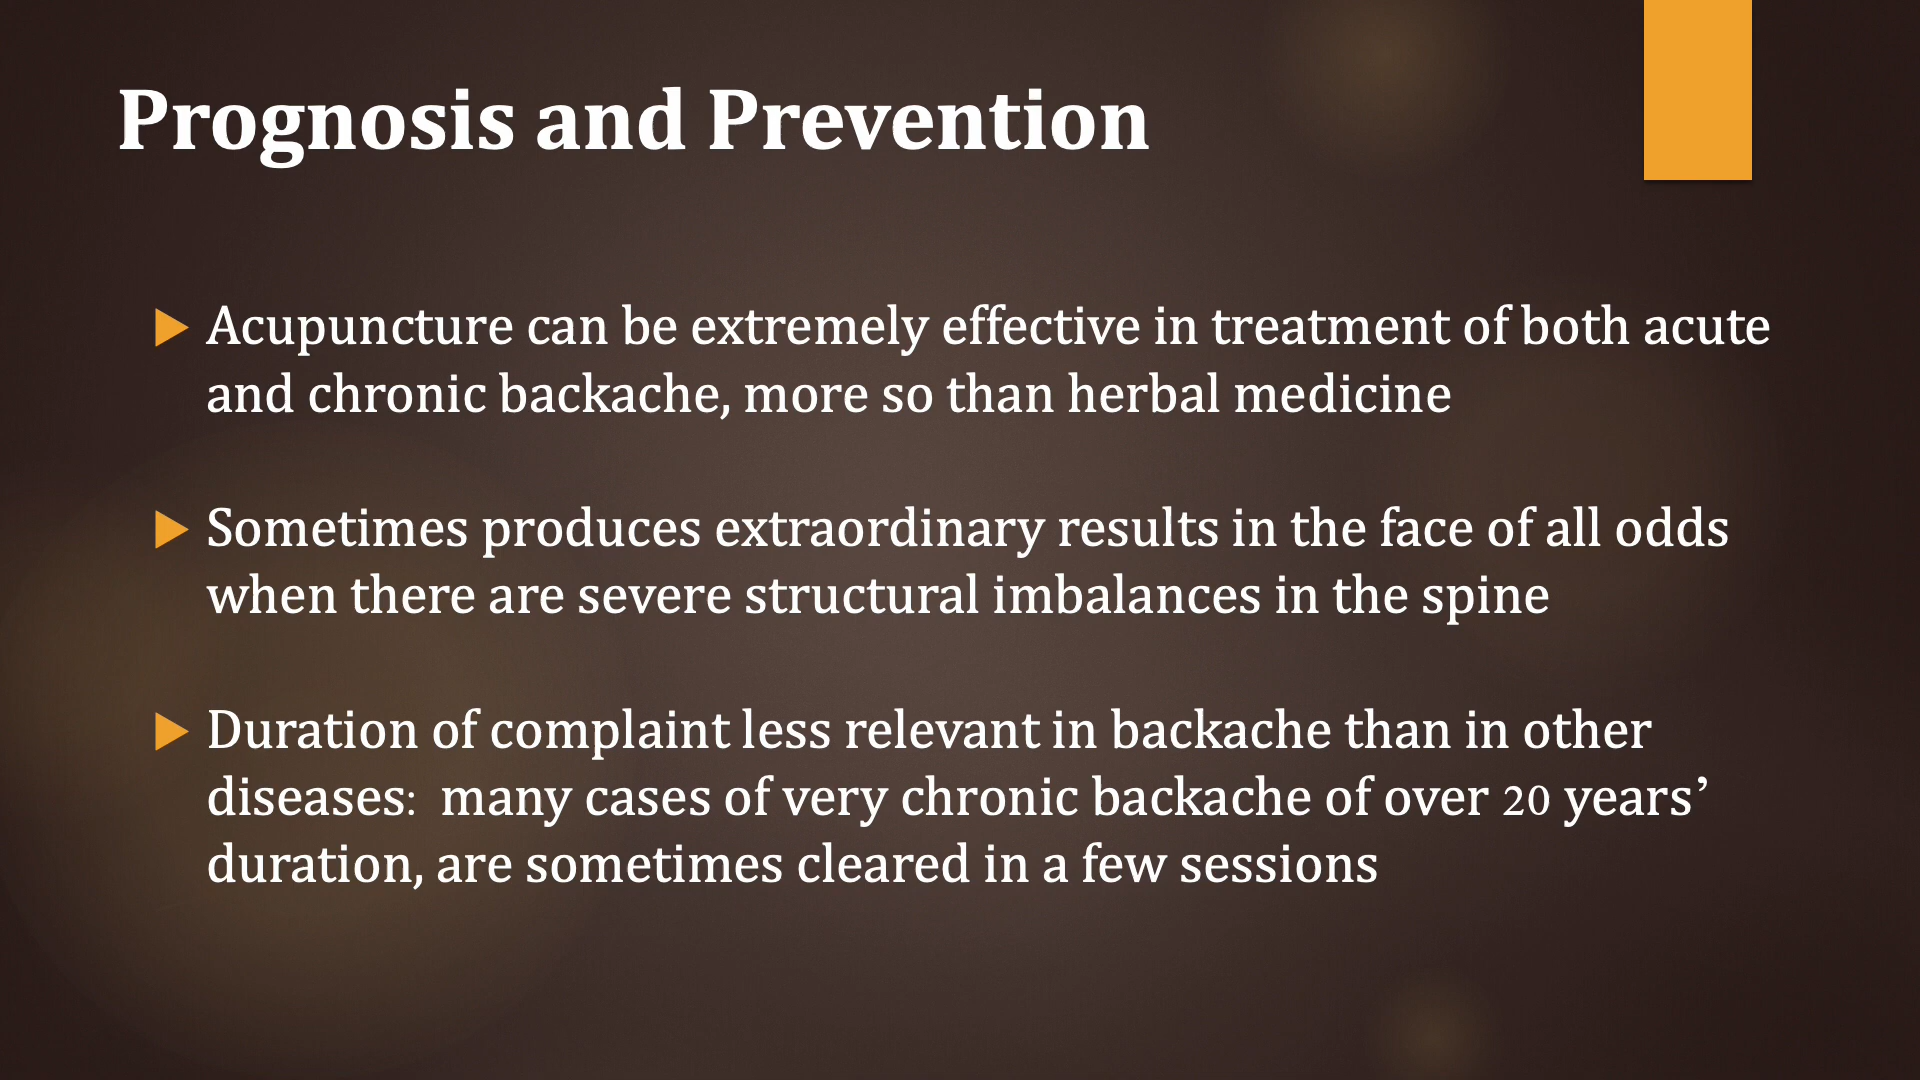 Prognosis and Prevention
Acupuncture can be extremely effective in treatment of both acute
and chronic backache, more so than herbal medicine
Sometimes produces extraordinary results in the face of all odds
when there are severe structural imbalances in the spine
Duration of complaint less relevant in backache than in other
diseases:  many cases of very chronic backache of over 20 years’
duration, are sometimes cleared in a few sessions